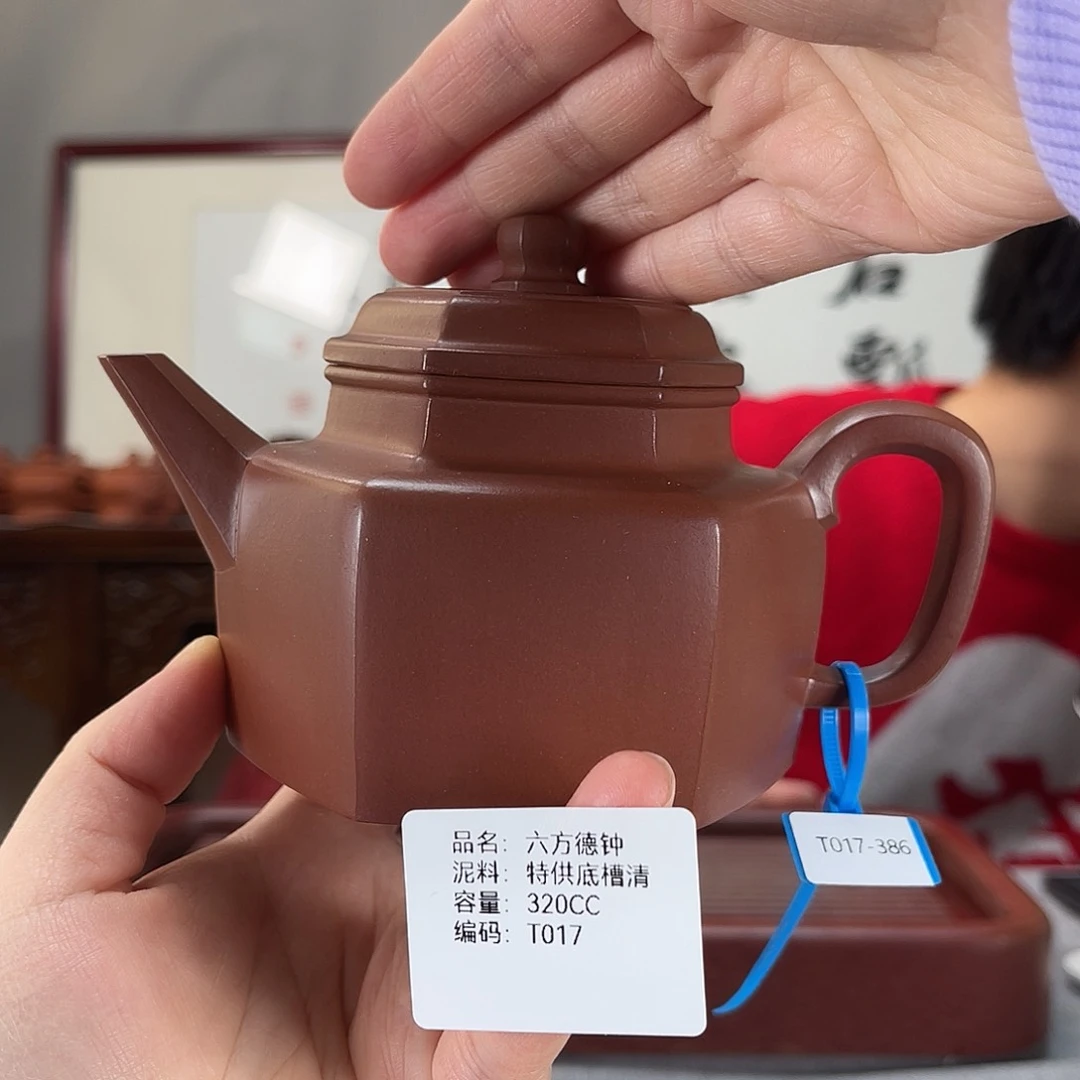 品名: 六方德钟
泥料: 特供底槽清
容量: 320CC
编码: T017
T017-386